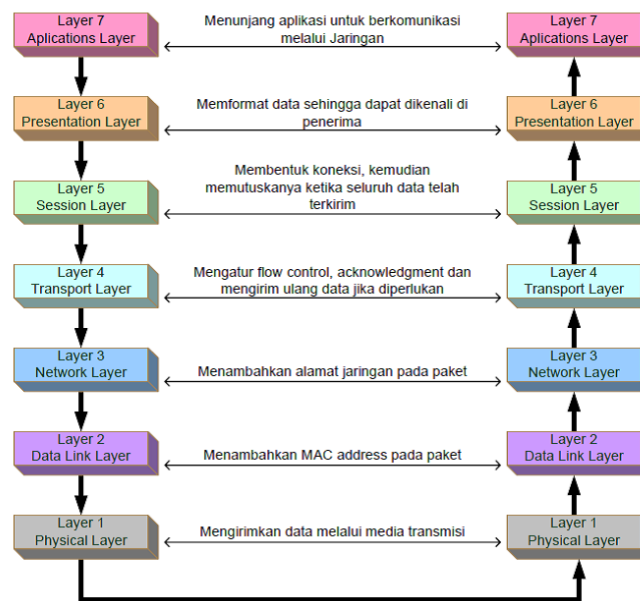 Layer 7
Aplications Layer
Menunjang aplikasi untuk berkomunikasi
melalui Jaringan
Layer 7
Aplications Layer
Layer 6
Presentation Layer
Memformat data sehingga dapat dikenali di
penerima
Layer 6
Presentation Layer
Layer 5
Session Layer
Membentuk koneksi, kemudian
memutuskanya ketika seluruh data telah
terkirim
Layer 5
Session Layer
Layer 4
Transport Layer
Mengatur flow control, acknowledgment dan
mengirim ulang data jika diperlukan
Layer 4
Transport Layer
Layer 3
Network Layer
Menambahkan alamat jaringan pada paket
Layer 3
Network Layer
Layer 2
Data Link Layer
Menambahkan MAC address pada paket
Layer 2
Data Link Layer
Layer 1
Physical Layer
Mengirimkan data melalui media transmisi
Layer 1
Physical Layer